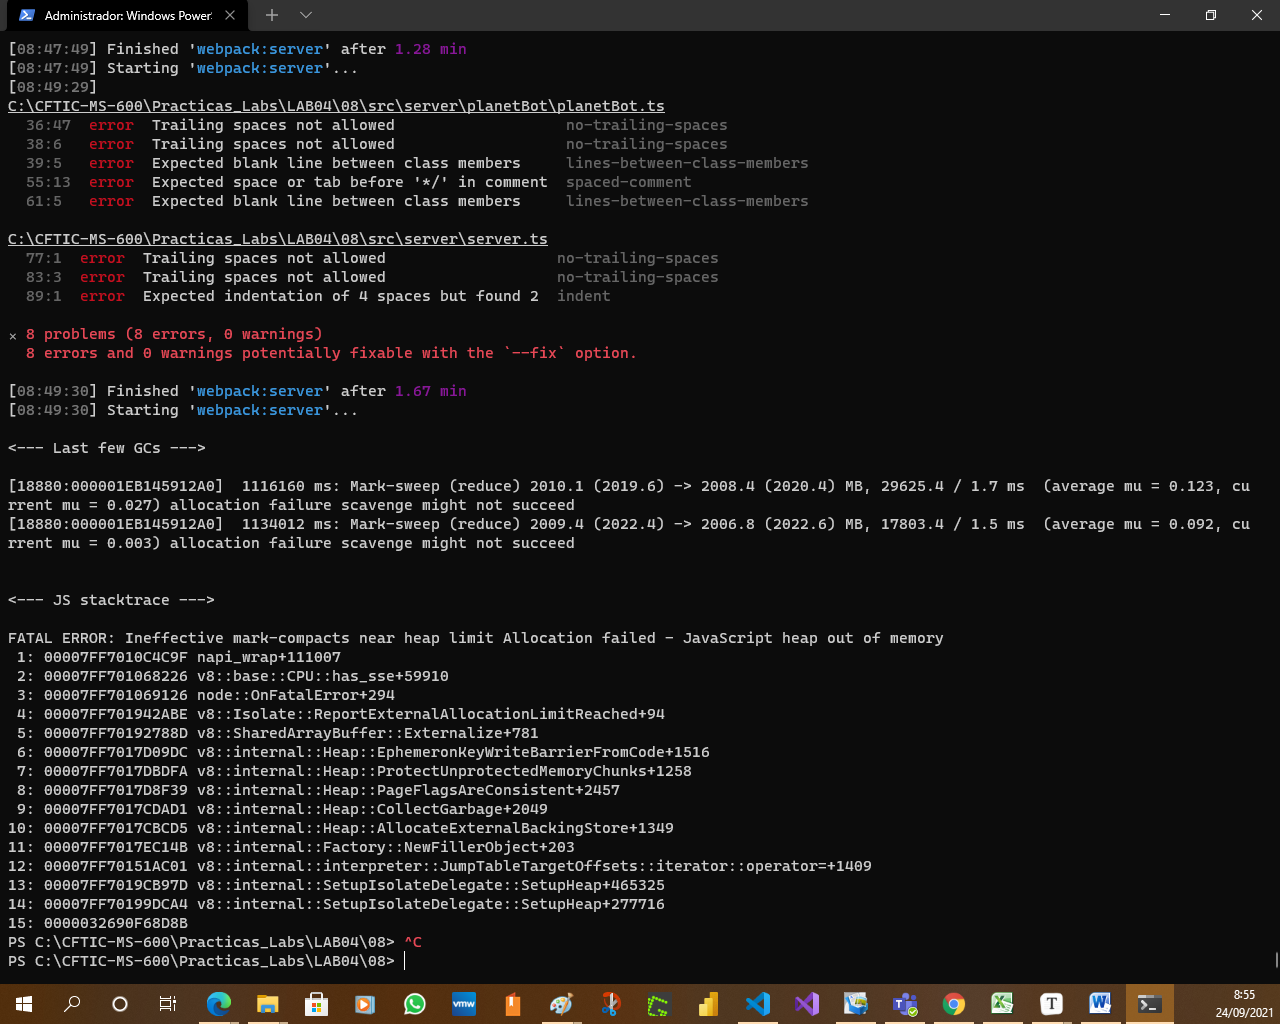 Administrador: Windows Power
[08:47:49] Finished 'webpack:server' after 1.28 min
[08:47:49] Starting 'webpack:server'...
[08:49:29]
C:\CFTIC-MS-600\Practicas_Labs\LAB04\08\src\server\planetBot\planetBot.ts
36:47  error  Trailing spaces not allowed                   no-trailing-spaces
38:6   error  Trailing spaces not allowed                   no-trailing-spaces
39:5   error  Expected blank line between class members     lines-between-class-members
55:13  error  Expected space or tab before '*/' in comment  spaced-comment
61:5   error  Expected blank line between class members     lines-between-class-members
C:\CFTIC-MS-600\Practicas_Labs\LAB04\08\src\server\server.ts
77:1  error  Trailing spaces not allowed                   no-trailing-spaces
83:3  error  Trailing spaces not allowed                   no-trailing-spaces
89:1  error  Expected indentation of 4 spaces but found 2  indent
× 8 problems (8 errors, 0 warnings)
8 errors and 0 warnings potentially fixable with the `--fix` option.
[08:49:30] Finished 'webpack:server' after 1.67 min
[08:49:30] Starting 'webpack:server'...
<--- Last few GCs --->
[18880:000001EB145912A0]  1116160 ms: Mark-sweep (reduce) 2010.1 (2019.6) -> 2008.4 (2020.4) MB, 29625.4 / 1.7 ms  (average mu = 0.123, cu
rrent mu = 0.027) allocation failure scavenge might not succeed
[18880:000001EB145912A0]  1134012 ms: Mark-sweep (reduce) 2009.4 (2022.4) -> 2006.8 (2022.6) MB, 17803.4 / 1.5 ms  (average mu = 0.092, cu
rrent mu = 0.003) allocation failure scavenge might not succeed
<--- JS stacktrace --->
FATAL ERROR: Ineffective mark-compacts near heap limit Allocation failed - JavaScript heap out of memory
1: 00007FF7010C4C9F napi_wrap+111007
2: 00007FF701068226 v8::base::CPU::has_sse+59910
3: 00007FF701069126 node::OnFatalError+294
4: 00007FF701942ABE v8::Isolate::ReportExternalAllocationLimitReached+94
5: 00007FF70192788D v8::SharedArrayBuffer::Externalize+781
6: 00007FF7017D09DC v8::internal::Heap::EphemeronKeyWriteBarrierFromCode+1516
7: 00007FF7017DBDFA v8::internal::Heap::ProtectUnprotectedMemoryChunks+1258
8: 00007FF7017D8F39 v8::internal::Heap::PageFlagsAreConsistent+2457
9: 00007FF7017CDAD1 v8::internal::Heap::CollectGarbage+2049
10: 00007FF7017CBCD5 v8::internal::Heap::AllocateExternalBackingStore+1349
11: 00007FF7017EC14B v8::internal::Factory::NewFillerObject+203
12: 00007FF70151AC01 v8::internal::interpreter::JumpTableTargetOffsets::iterator::operator=+1409
13: 00007FF7019CB97D v8::internal::SetupIsolateDelegate::SetupHeap+465325
14: 00007FF70199DCA4 v8::internal::SetupIsolateDelegate::SetupHeap+277716
15: 0000032690F68D8B
PS C:\CFTIC-MS-600\Practicas_Labs\LAB04\08> ^C
PS C:\CFTIC-MS-600\Practicas_Labs\LAB04\08>
vmw
8:55
24/09/2021